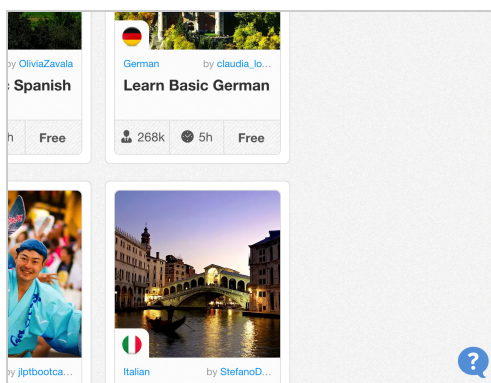 by OliviaZavala
Spanish
h Free
German by claudia_lo...
Learn Basic German
268k 5h Free
by jlptbootca...
Italian by StefanoD...
?